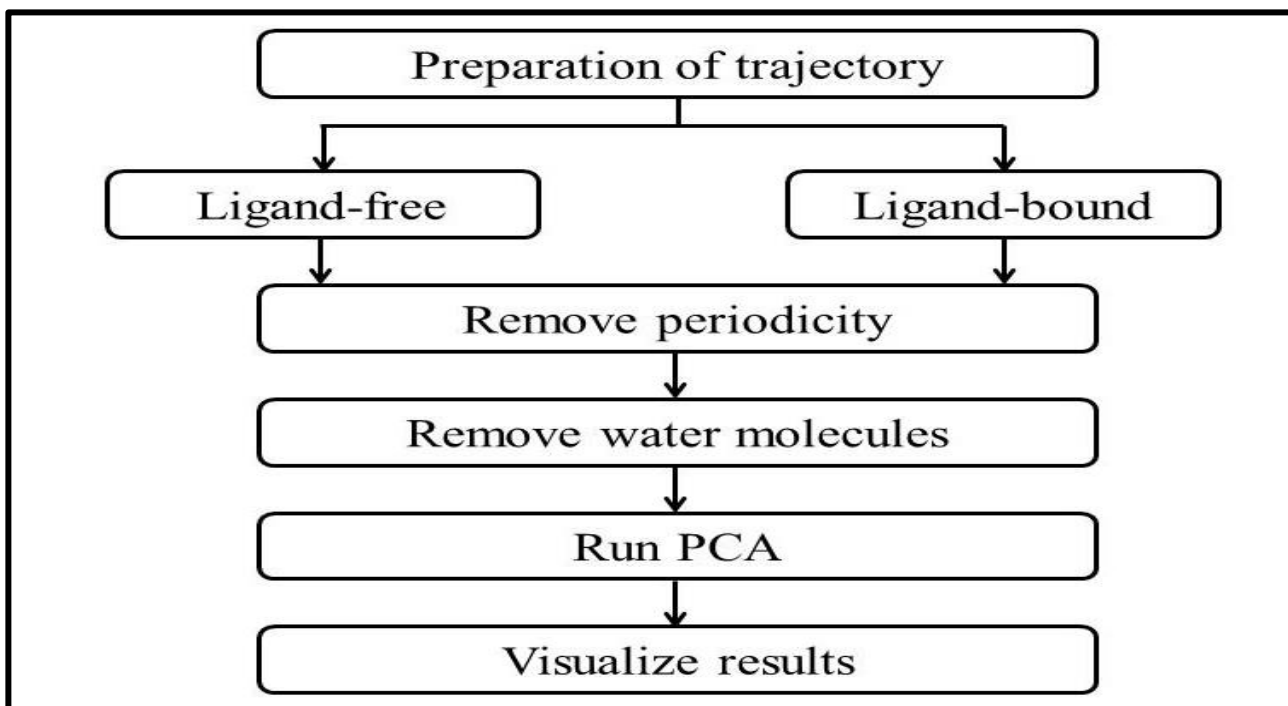 Preparation of trajectory
Ligand-free
Ligand-bound
Remove periodicity
Remove water molecules
Run PCA
Visualize results